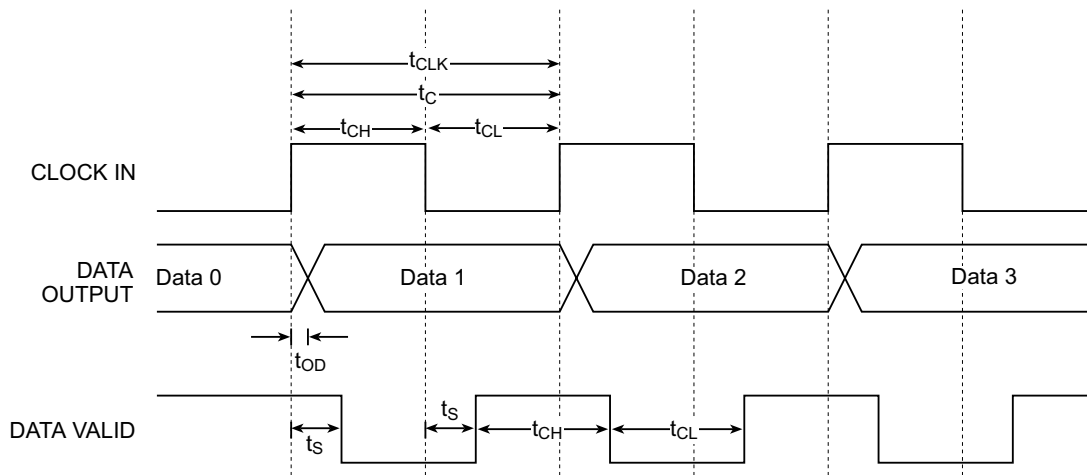 tCLK
tC
tCH tCL
CLOCK IN
DATA
OUTPUT
Data 0 Data 1 Data 2 Data 3
tOD
DATA VALID
tS tS tCH tCL